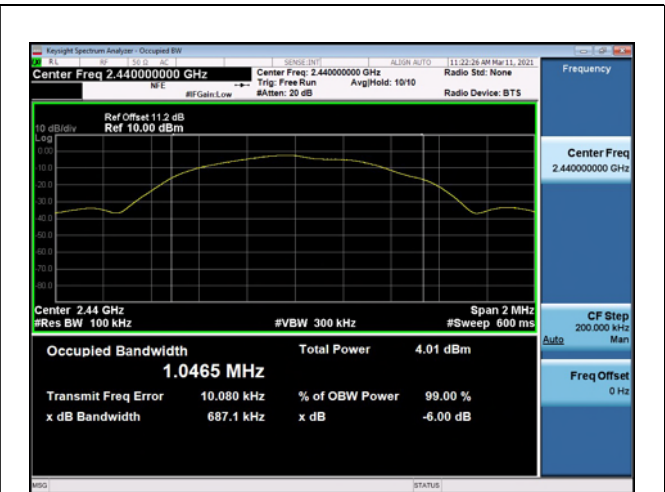 Keysight Spectrum Analyzer - Occupied BW
RL RF 50 Ω AC SENSE:INT ALIGN AUTO 11:22:26 AM Mar 11, 2021
Center Freq 2.440000000 GHz Center Freq: 2.440000000 GHz Radio Std: None Frequency
NFE Trig: Free Run Avg|Hold: 10/10
#IFGain:Low #Atten: 20 dB Radio Device: BTS
Ref Offset 11.2 dB
10 dB/div Ref 10.00 dBm
Log
0.00
-10.0
-20.0
-30.0
-40.0
-50.0
-60.0
-70.0
-80.0
Center Freq
2.440000000 GHz
Center 2.44 GHz Span 2 MHz
#Res BW 100 kHz #VBW 300 kHz #Sweep 600 ms
CF Step
200.000 kHz
Auto Man
Occupied Bandwidth Total Power 4.01 dBm
1.0465 MHz
Transmit Freq Error 10.080 kHz % of OBW Power 99.00 %
x dB Bandwidth 687.1 kHz x dB -6.00 dB
Freq Offset
0 Hz
MSG STATUS